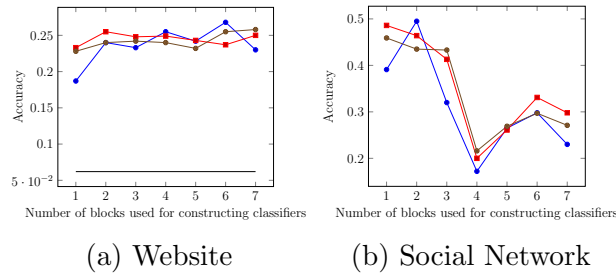 0.25
0.2
0.15
0.1
5 · 10−2
Accuracy
1 2 3 4 5 6 7
Number of blocks used for constructing classifiers
(a) Website
0.5
0.4
0.3
0.2
Accuracy
1 2 3 4 5 6 7
Number of blocks used for constructing classifiers
(b) Social Network